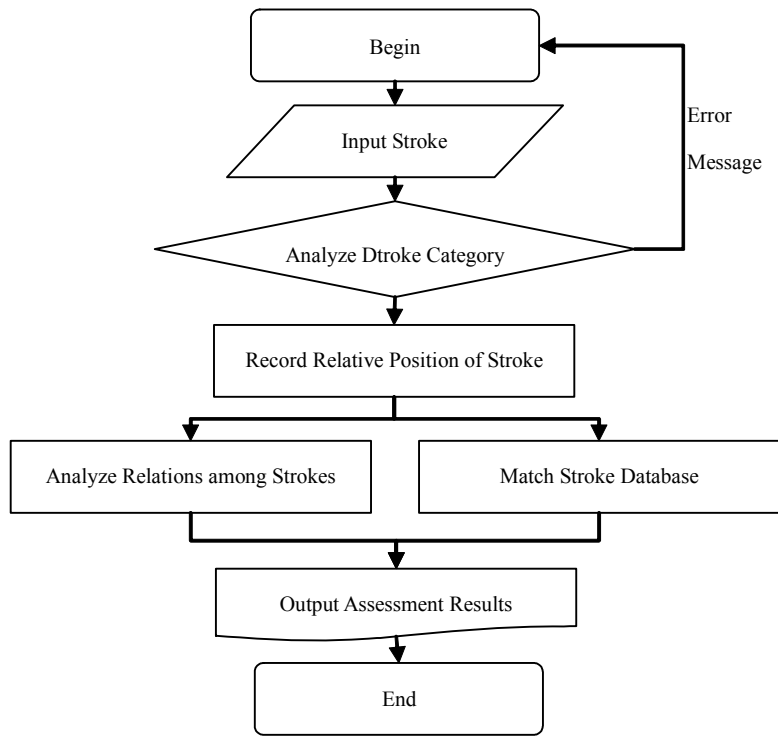 Begin
Error
Input Stroke
Message
Analyze Dtroke Category
Record Relative Position of Stroke
Analyze Relations among Strokes
Match Stroke Database
Output Assessment Results
End